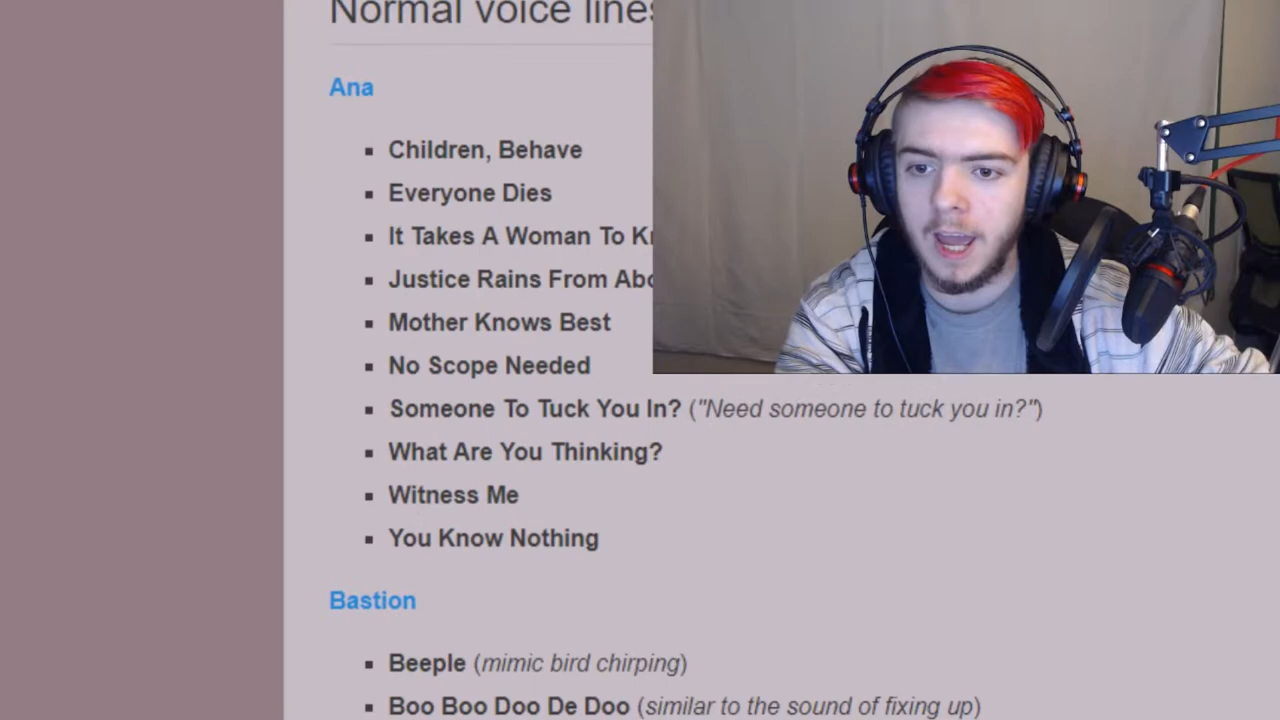 Normal voice lines
Ana
Children, Behave
Everyone Dies
It Takes A Woman To
Justice Rains From
Mother Knows Best
No Scope Needed
Someone To Tuck You In? ("Need someone to tuck you in?")
What Are You Thinking?
Witness Me
You Know Nothing
Bastion
Beeple (mimic bird chirping)
Boo Boo Doo De Doo (similar to the sound of fixing up)